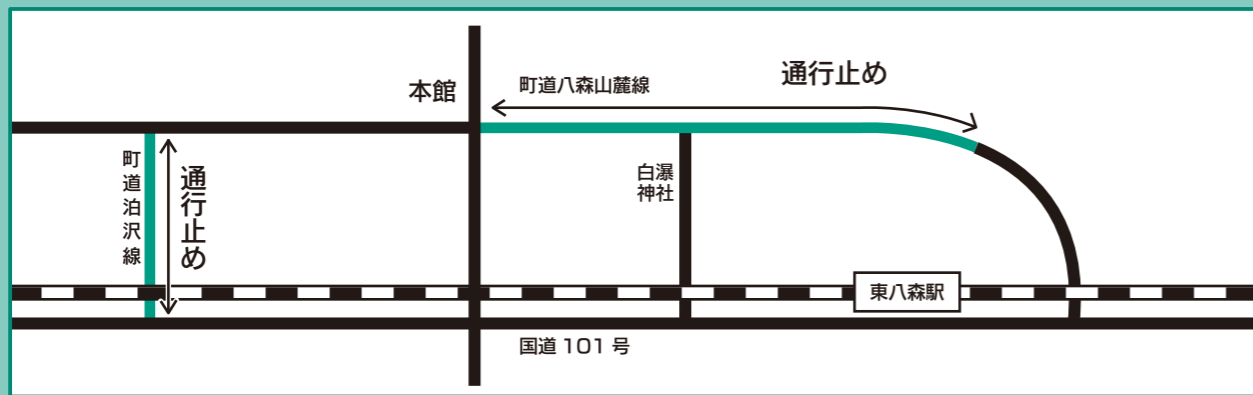 通行止め
本館
町道八森山麓線
町道泊沢線
通行止め
白瀑
神社
東八森駅
国道 101 号